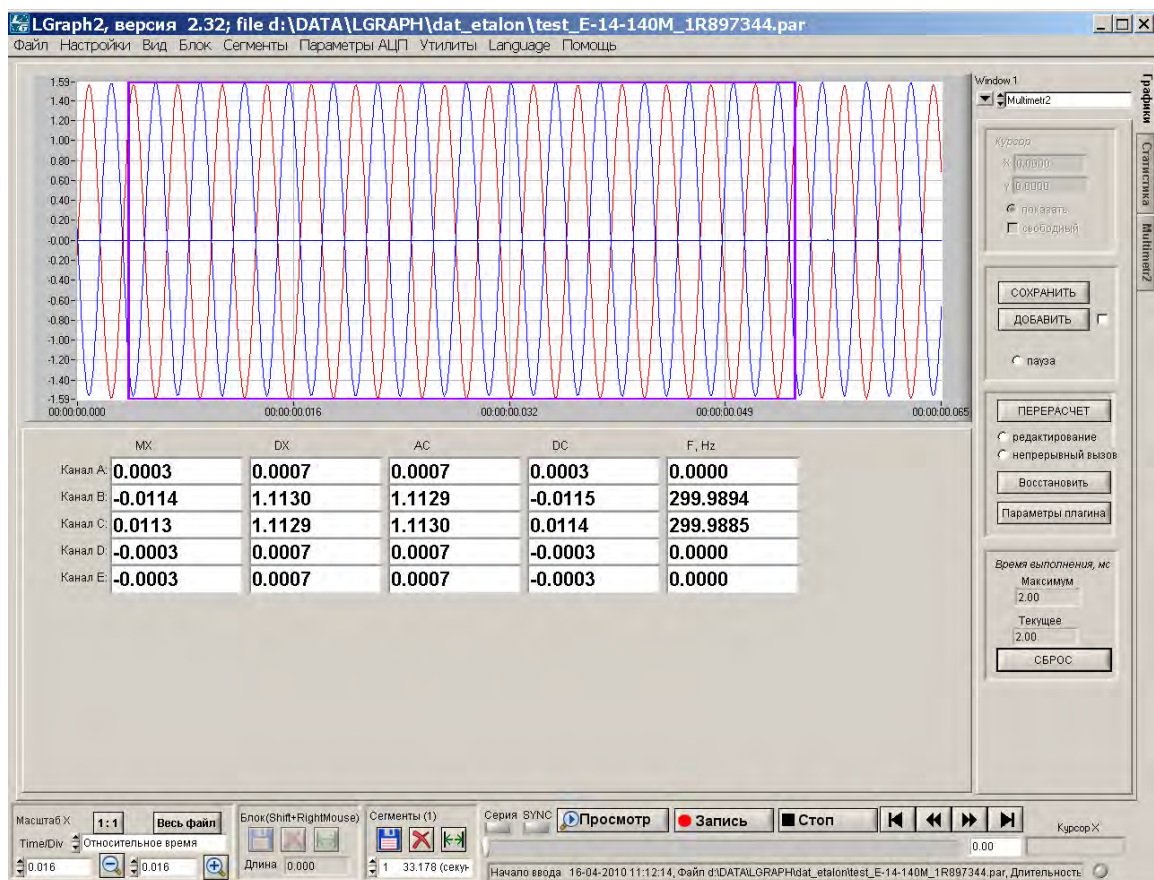 LGraph2, версия 2.32; file d:\DATA\LGRAPH\dat_etalon\test_E-14-140M_1R897344.par
Файл Настройки Вид Блок Сегменты Параметры АЦП Утилиты Language Помощь
Window 1
Multimetr2
Графики
Статистика
Multimetr2
1.59
1.40
1.20
1.00
0.80
0.60
0.40
0.20
-0.00
-0.20
-0.40
-0.60
-0.80
-1.00
-1.20
-1.40
-1.59
00:00:00.000 00:00:00.016 00:00:00.032 00:00:00.049 00:00:00.065
Курсор
X 0.0000
Y 0.0000
показать
свободный
СОХРАНИТЬ
ДОБАВИТЬ
пауза
ПЕРЕРАСЧЕТ
редактирование
непрерывный вызов
Восстановить
Параметры плагина
Время выполнения, мс
Максимум
2.00
Текущее
2.00
СБРОС
MX DX AC DC F, Hz
Канал A: 0.0003 0.0007 0.0007 0.0003 0.0000
Канал B: -0.0114 1.1130 1.1129 -0.0115 299.9894
Канал C: 0.0113 1.1129 1.1130 0.0114 299.9885
Канал D: -0.0003 0.0007 0.0007 -0.0003 0.0000
Канал E: -0.0003 0.0007 0.0007 -0.0003 0.0000
Масштаб X 1:1 Весь файл
Time/Div Относительное время
0.016 0.016
Блок(Shift+RightMouse)
Длина 0.000
Сегменты (1)
1 33.178 (секун
Серия SYNC Просмотр Запись Стоп
Курсор X
0.00
Начало ввода 16-04-2010 11:12:14, Файл d:\DATA\LGRAPH\dat_etalon\test_E-14-140M_1R897344.par, Длительность